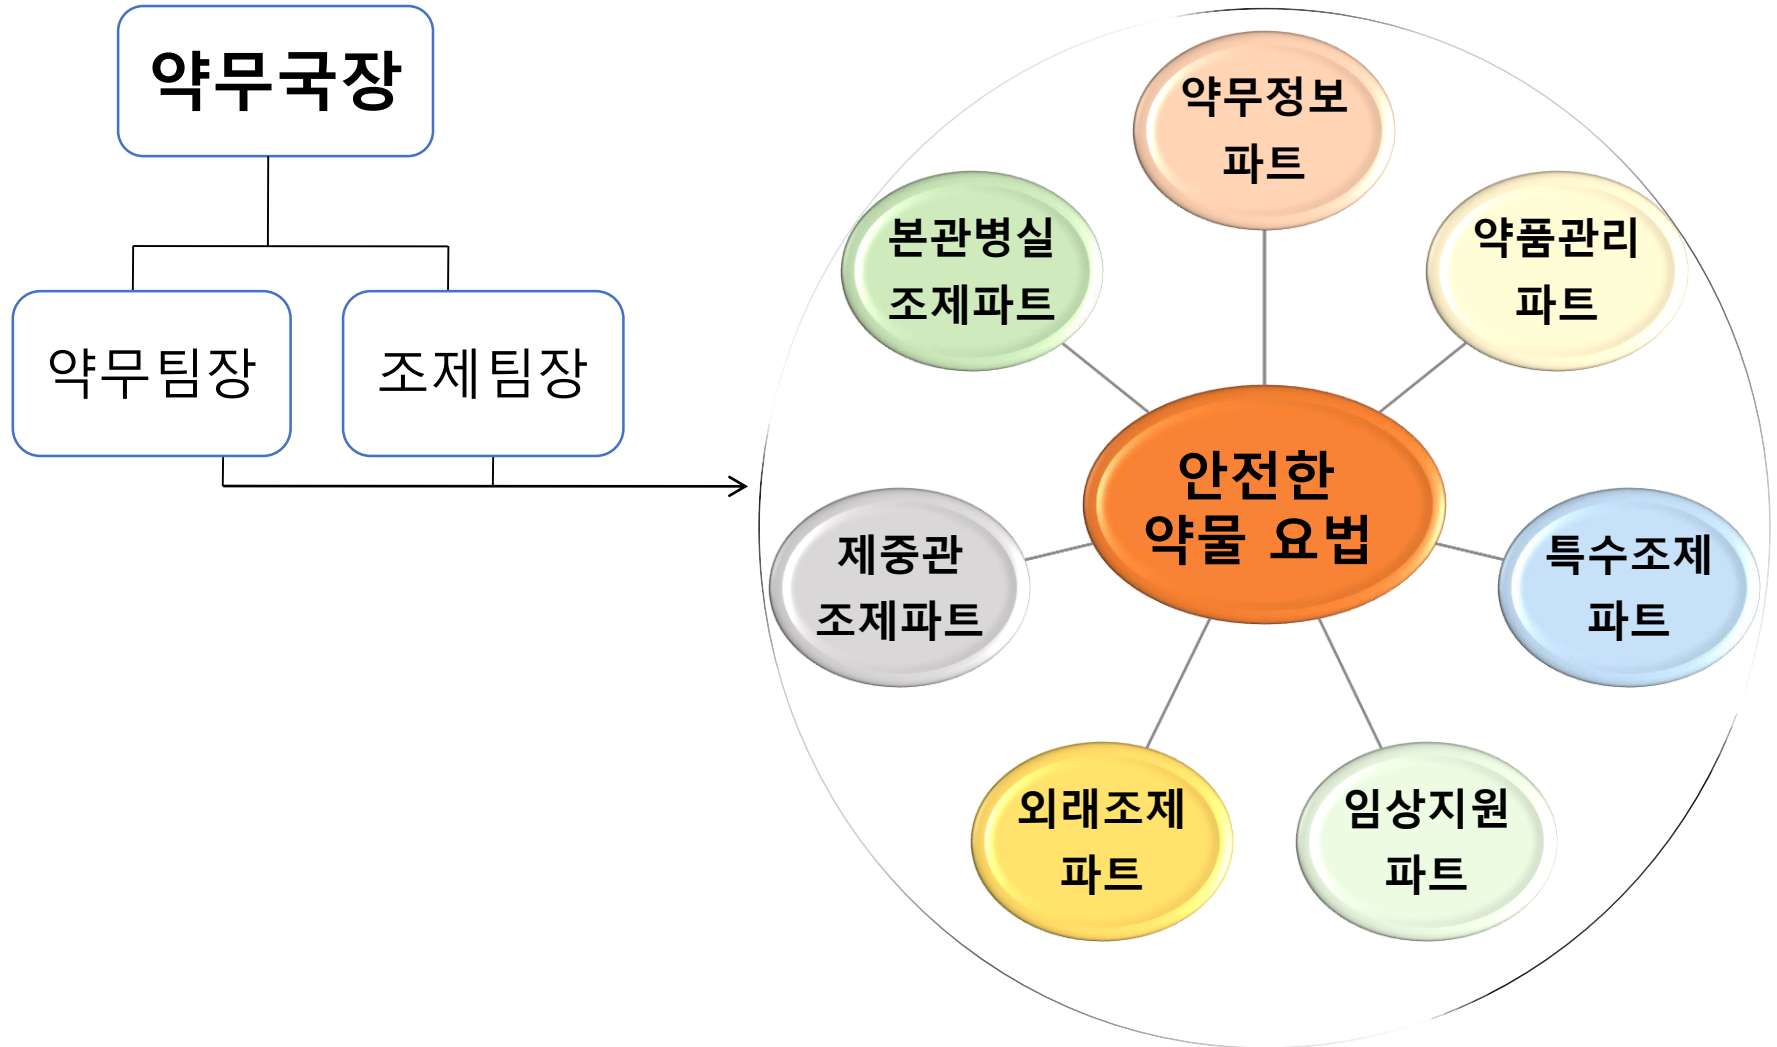 약무국장
약무팀장
조제팀장
약무정보
파트
본관병실
조제파트
약품관리
파트
안전한
약물 요법
제중관
조제파트
특수조제
파트
외래조제
파트
임상지원
파트